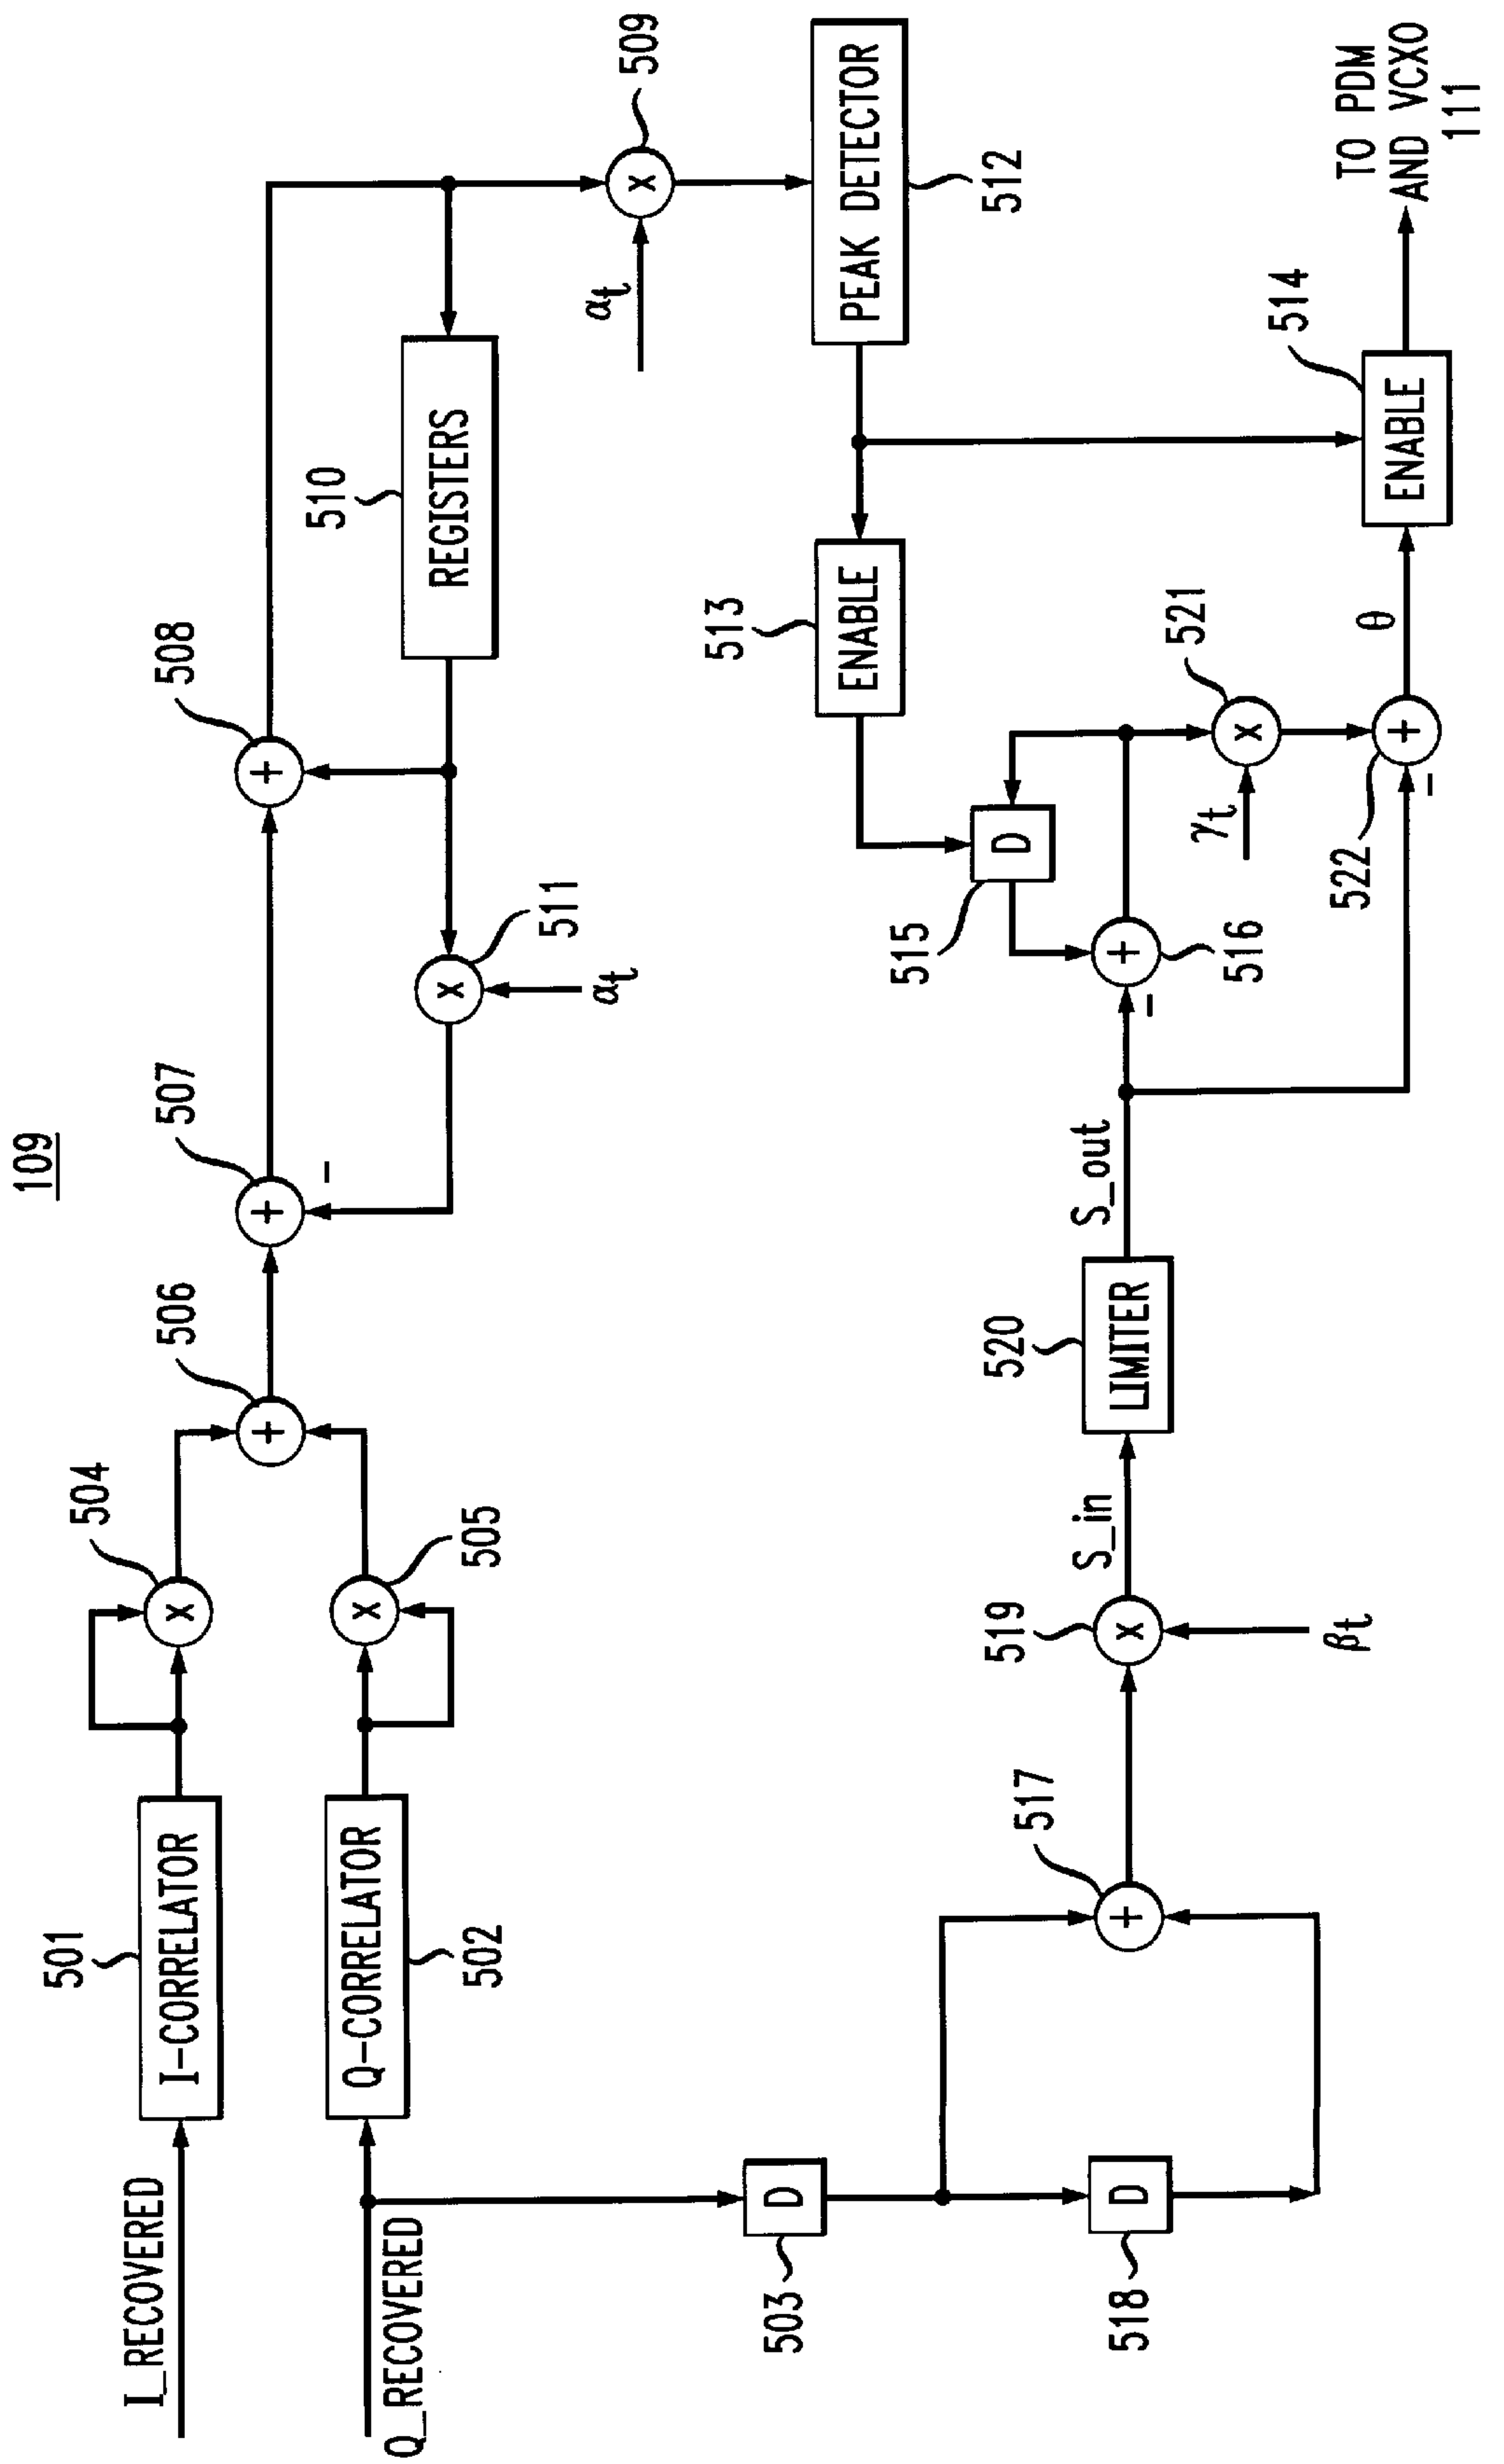 109
I_RECOVERED
501
I-CORRELATOR
504
X
506
+
507
+
-
508
+
Q_RECOVERED
Q-CORRELATOR
502
X
505
511
X
αt
510
REGISTERS
509
X
αt
PEAK DETECTOR
512
503
D
518
D
517
+
519
X
βt
S_in
520
LIMITER
S_out
515
D
516
+
-
513
ENABLE
γt
521
X
522
+
-
θ
514
ENABLE
TO PDM
AND VCXO
111